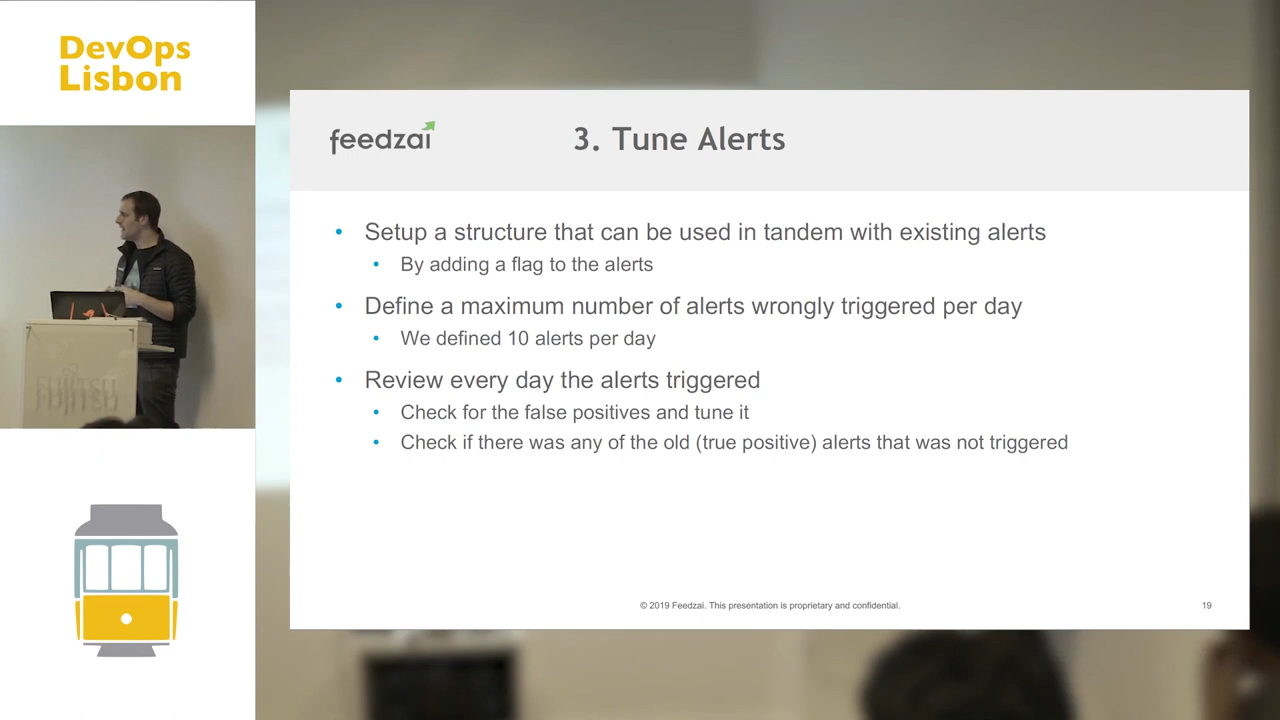 DevOps
Lisbon
feedzai
3. Tune Alerts
• Setup a structure that can be used in tandem with existing alerts
• By adding a flag to the alerts
• Define a maximum number of alerts wrongly triggered per day
• We defined 10 alerts per day
• Review every day the alerts triggered
• Check for the false positives and tune it
• Check if there was any of the old (true positive) alerts that was not triggered
© 2019 Feedzai. This presentation is proprietary and confidential.
19
FUJITSU
FUJITSU